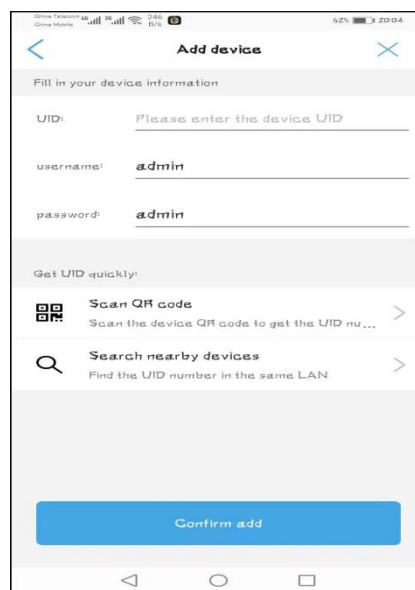 China Telecom 246 62% 20:04
China Mobile B/s
Add device
Fill in your device information
UID: Please enter the device UID
username: admin
password: admin
Get UID quickly:
Scan QR code
Scan the device QR code to get the UID nu...
Search nearby devices
Find the UID number in the same LAN
Confirm add